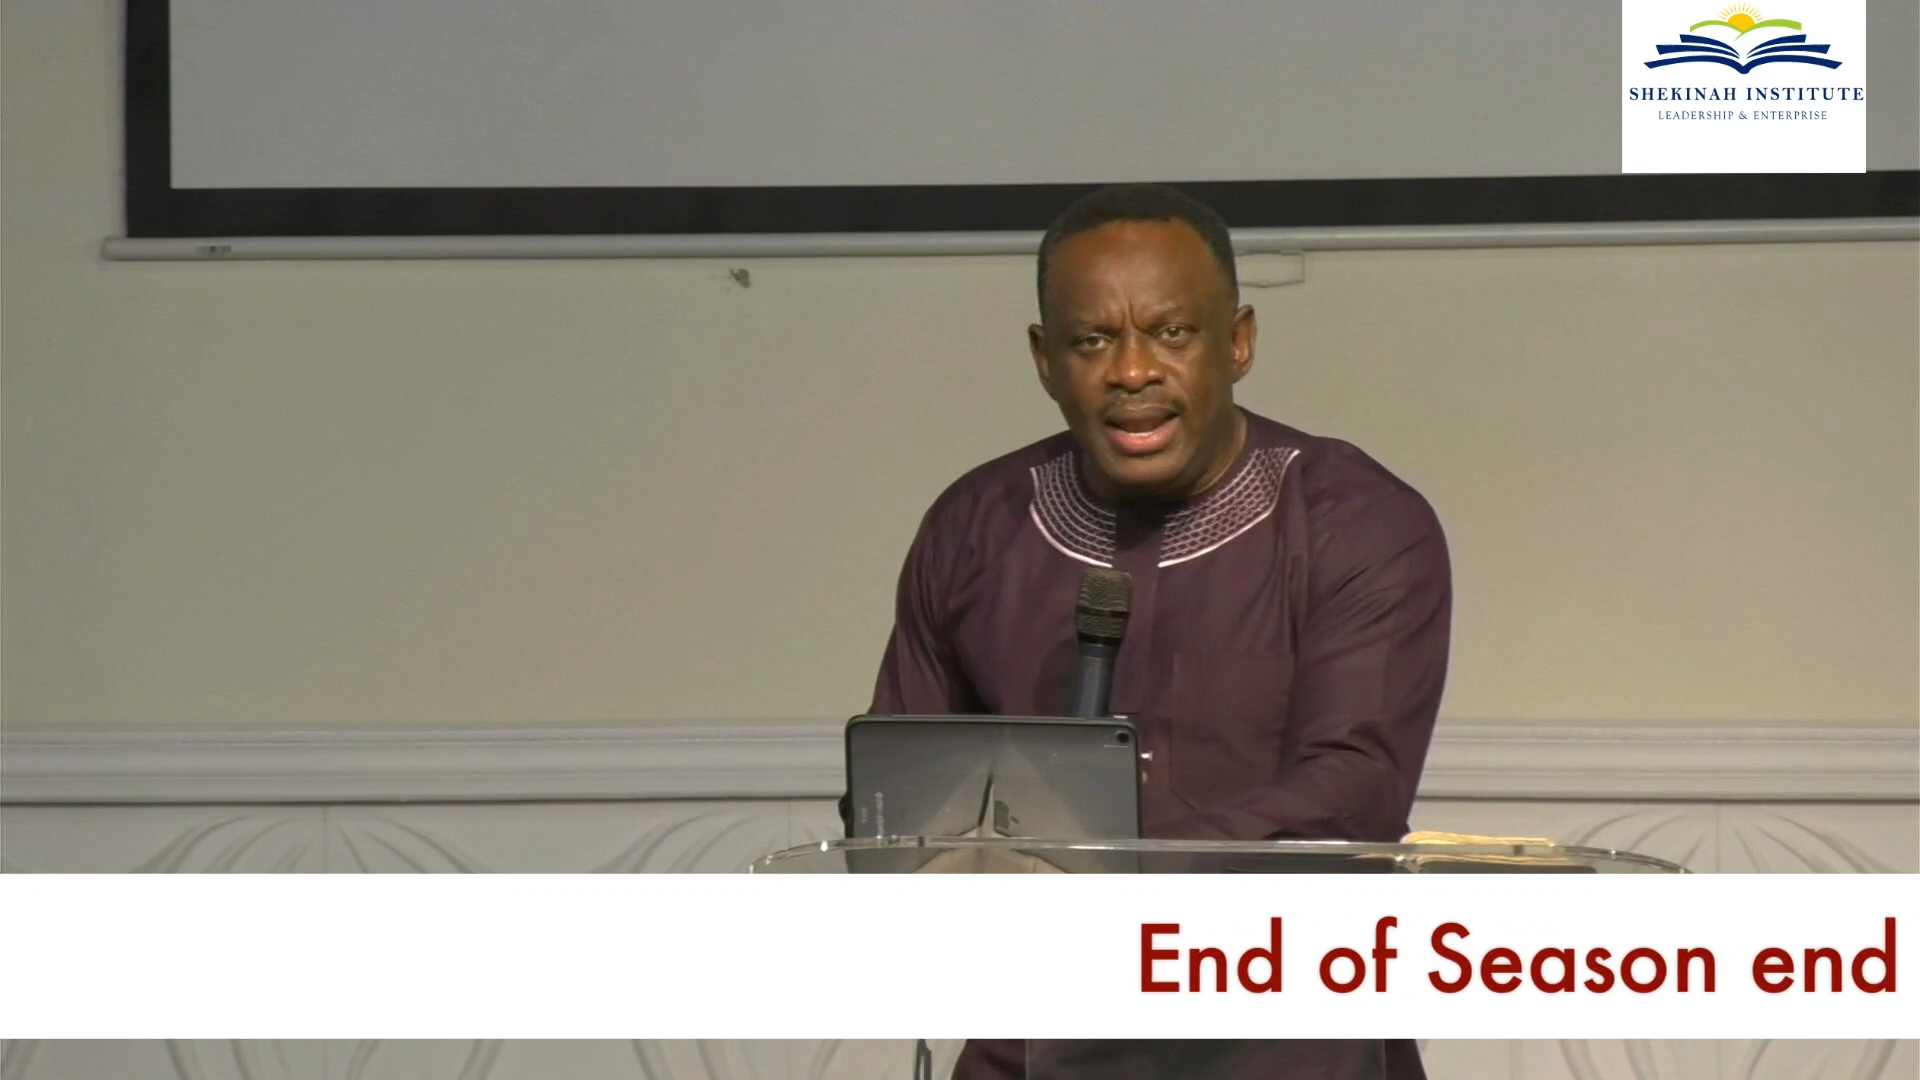 SHEKINAH INSTITUTE
LEADERSHIP & ENTERPRISE
End of Season end